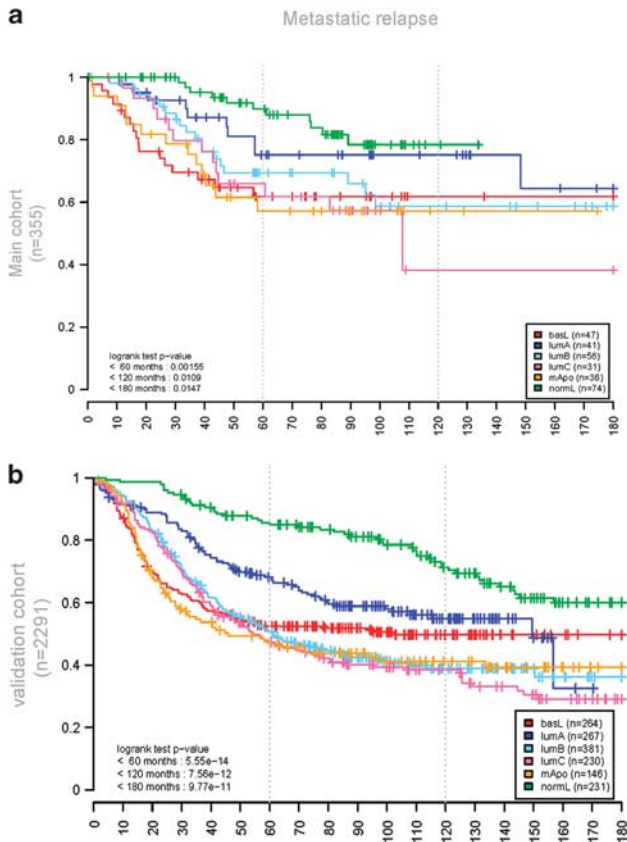 a
Metastatic relapse
1
0.8
0.6
0.4
0.2
0
Main cohort
(n=355)
logrank test p-value
< 60 months : 0.00155
< 120 months : 0.0109
< 180 months : 0.0147
basL (n=47)
lumA (n=41)
lumB (n=56)
lumC (n=31)
mApo (n=36)
normL (n=74)
0 10 20 30 40 50 60 70 80 90 100 110 120 130 140 150 160 170 180
b
1
0.8
0.6
0.4
0.2
0
validation cohort
(n=2291)
logrank test p-value
< 60 months : 5.55e-14
< 120 months : 7.56e-12
< 180 months : 9.77e-11
basL (n=264)
lumA (n=267)
lumB (n=381)
lumC (n=230)
mApo (n=146)
normL (n=231)
0 10 20 30 40 50 60 70 80 90 100 110 120 130 140 150 160 170 180